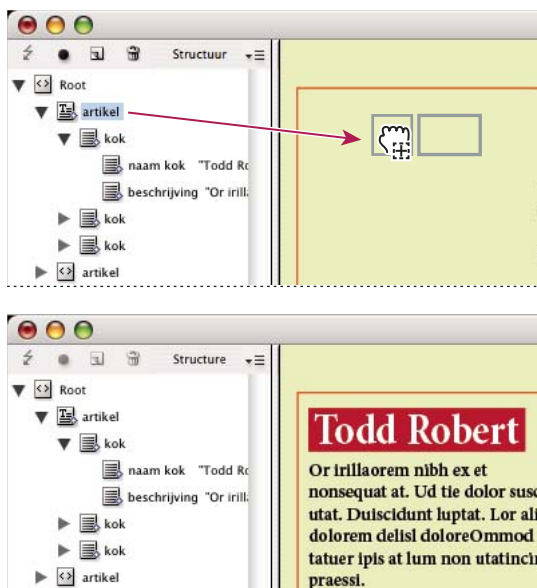 Structuur
Root
artikel
kok
naam kok "Todd Ro
beschrijving "Or irill
kok
kok
artikel
Structure
Root
artikel
kok
naam kok "Todd Ro
beschrijving "Or irill
kok
kok
artikel
Todd Robert
Or irillaorem nibh ex et
nonsequat at. Ud tie dolor susc
utat. Duiscidunt luptat. Lor ali
dolorem delisl doloreOmmod
tatuer ipis at lum non utatincin
praessi.